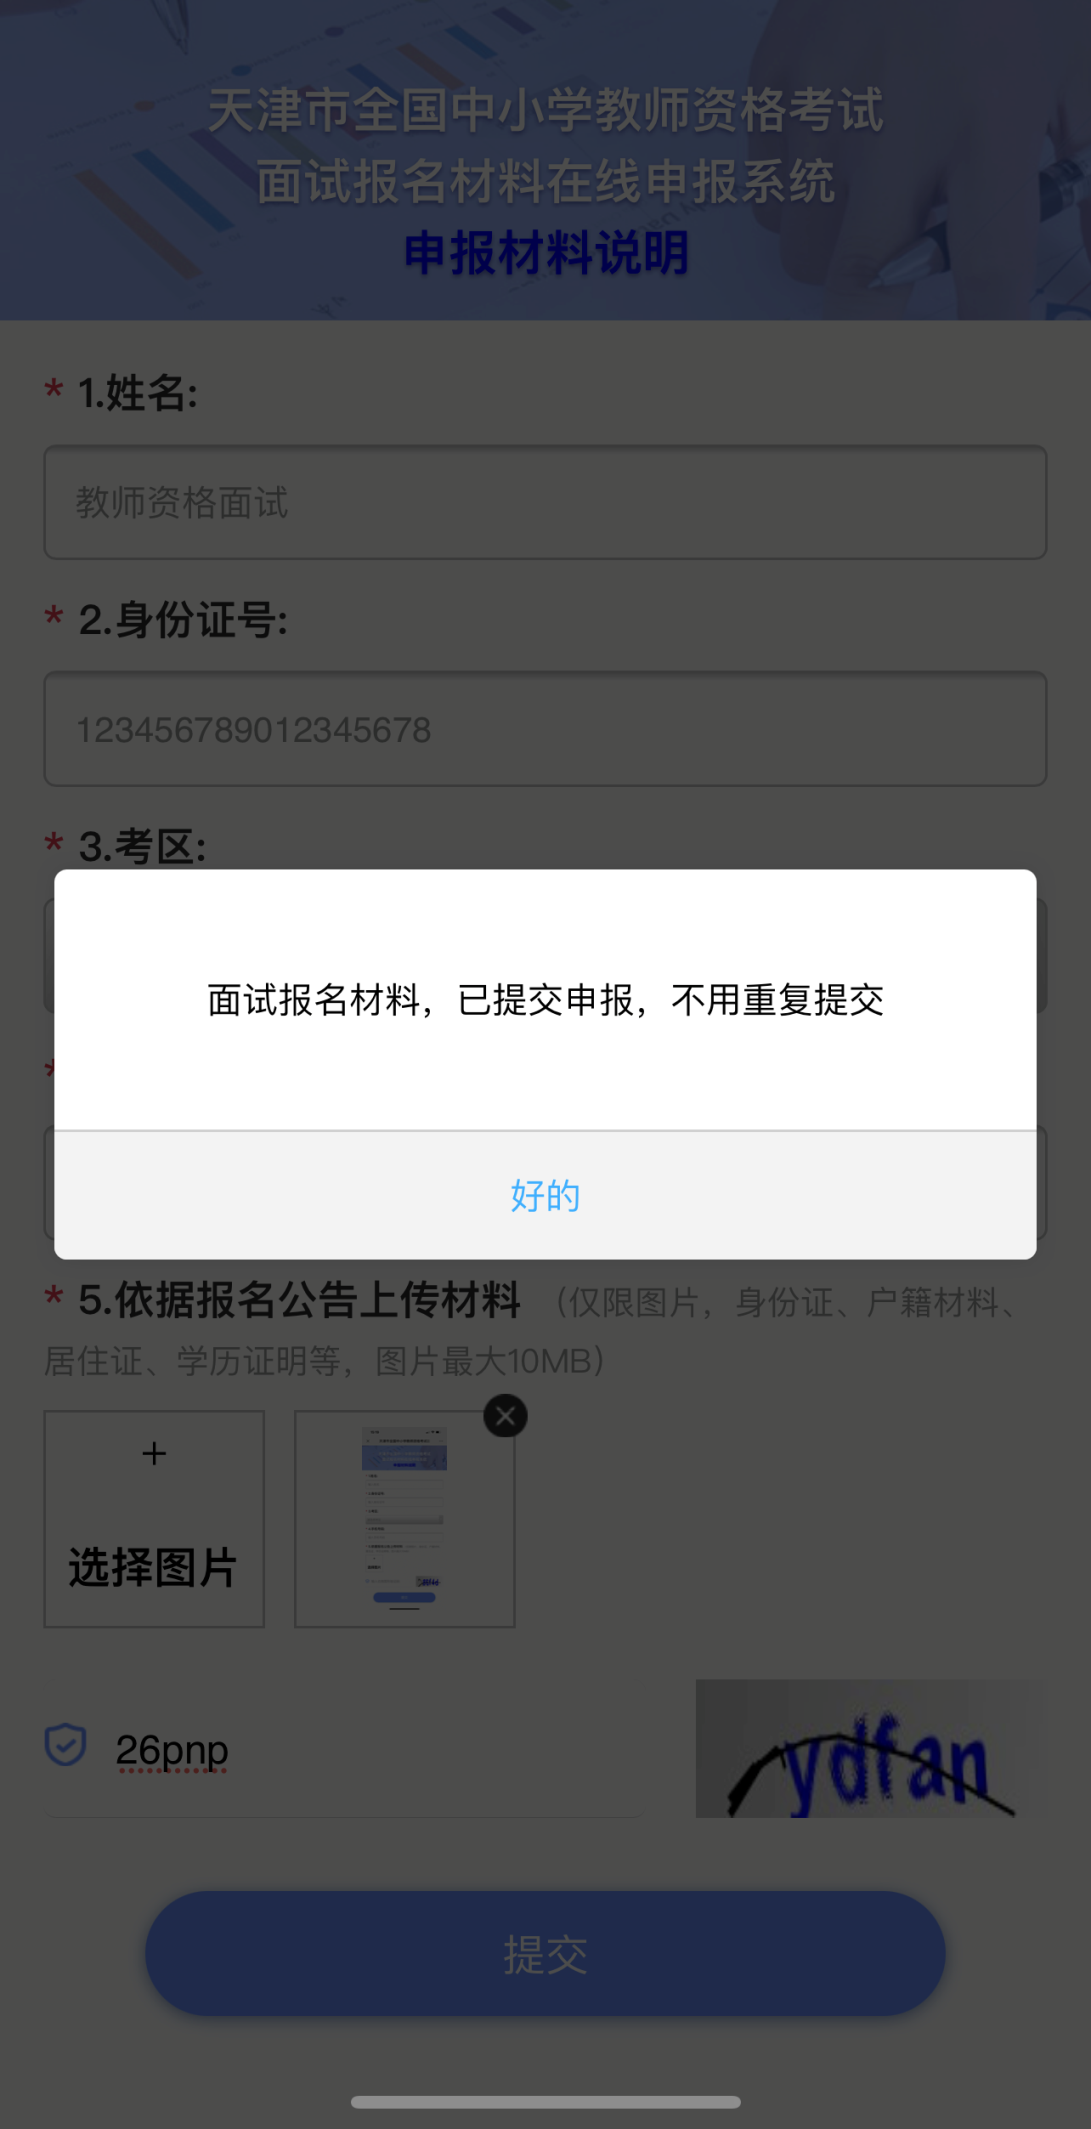 天津市全国中小学教师资格考试
面试报名材料在线申报系统
申报材料说明
* 1.姓名:
教师资格面试
* 2.身份证号:
123456789012345678
* 3.考区:
面试报名材料，已提交申报，不用重复提交
*
好的
* 5.依据报名公告上传材料 （仅限图片，身份证、户籍材料、
居住证、学历证明等，图片最大10MB）
+
选择图片
26pnp
ydfan
提交